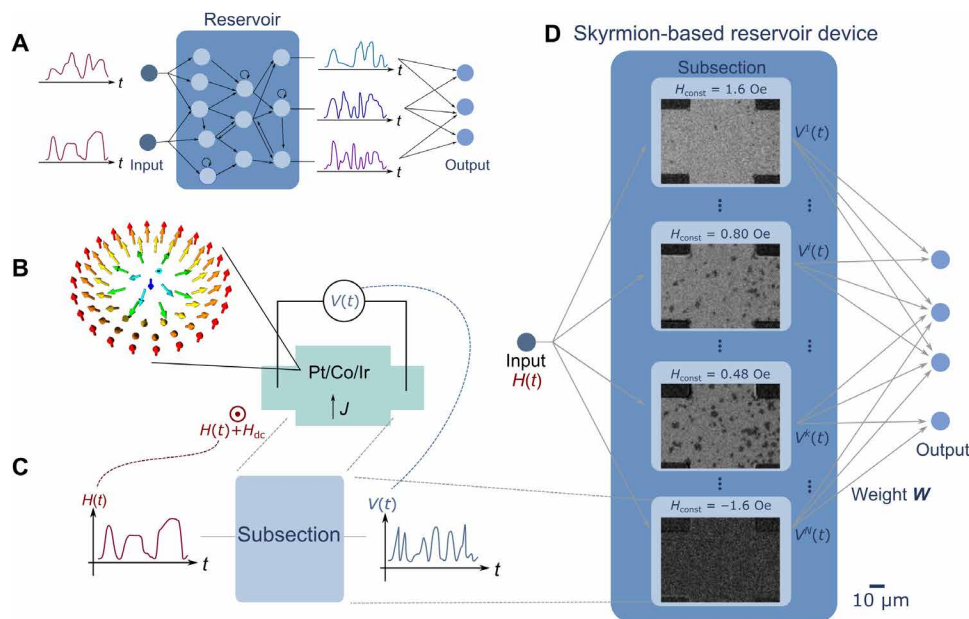 A
Reservoir
t
t
Input
t
t
t
Output
B
V(t)
Pt/Co/Ir
J
H(t)+Hdc
C
H(t)
t
Subsection
V(t)
t
D Skyrmion-based reservoir device
Subsection
Hconst = 1.6 Oe
V¹(t)
Hconst = 0.80 Oe
Vⁱ(t)
Input
H(t)
Hconst = 0.48 Oe
Vᵏ(t)
Output
Weight W
Hconst = −1.6 Oe
Vᴺ(t)
10 μm